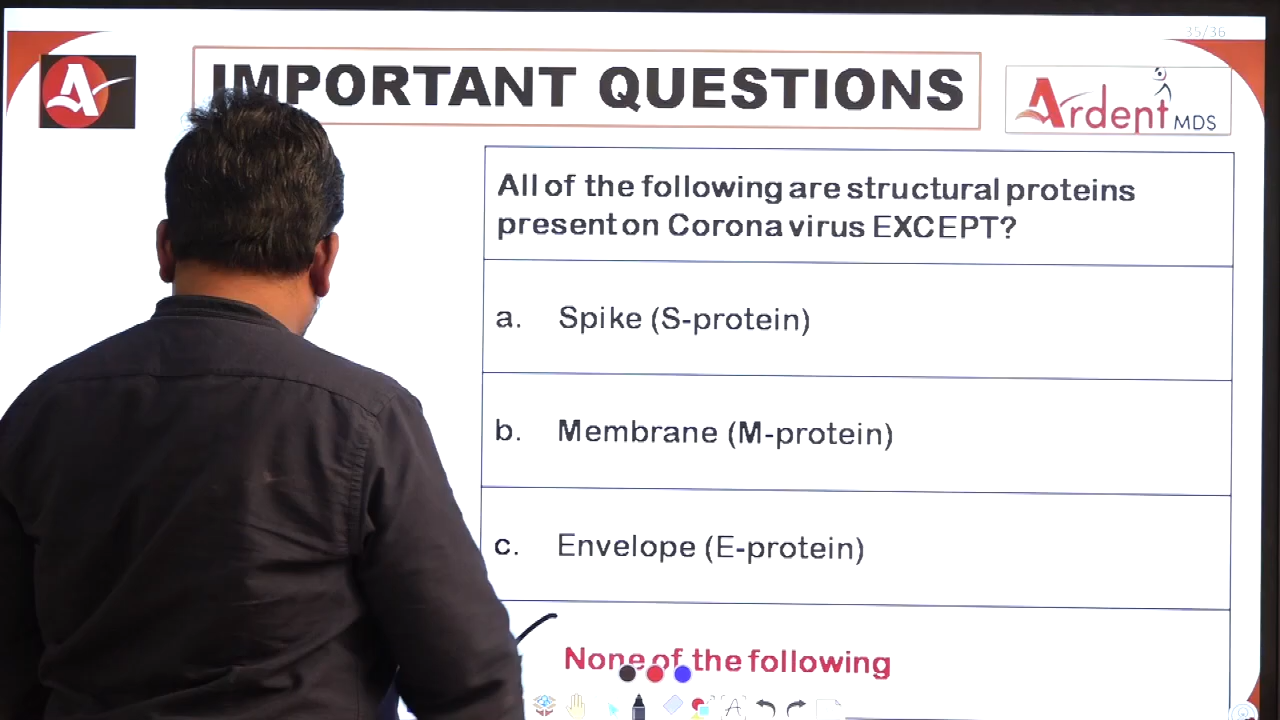 35/36
A
IMPORTANT QUESTIONS
Ardent MDS
All of the following are structural proteins
present on Corona virus EXCEPT?
a. Spike (S-protein)
b. Membrane (M-protein)
c. Envelope (E-protein)
None of the following